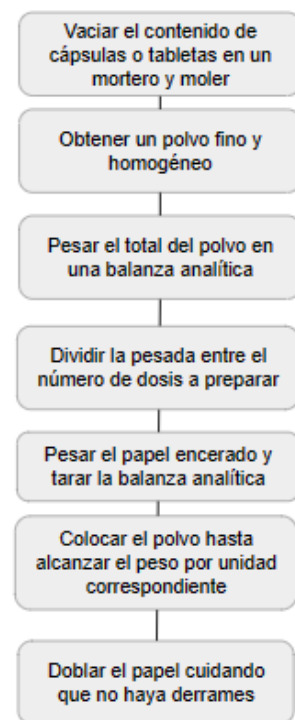 Vaciar el contenido de
cápsulas o tabletas en un
mortero y moler
Obtener un polvo fino y
homogéneo
Pesar el total del polvo en
una balanza analítica
Dividir la pesada entre el
número de dosis a preparar
Pesar el papel encerado y
tarar la balanza analítica
Colocar el polvo hasta
alcanzar el peso por unidad
correspondiente
Doblar el papel cuidando
que no haya derrames